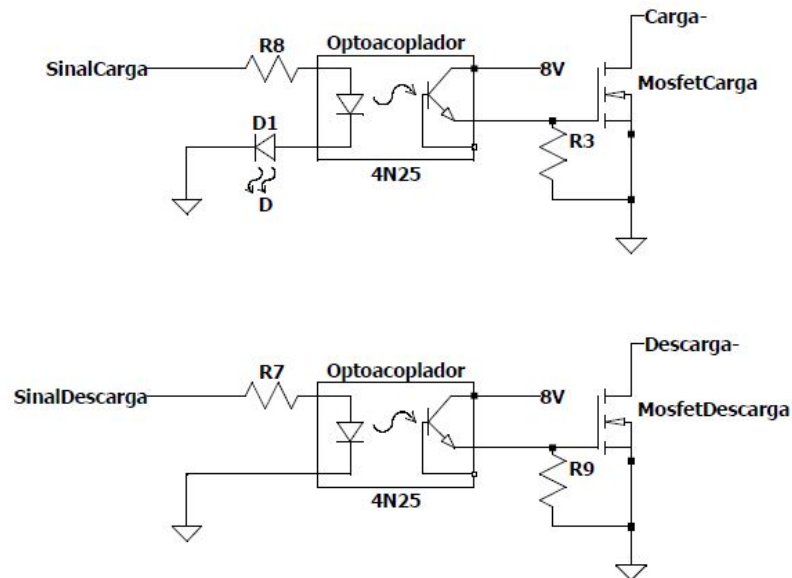 Carga-
R8
Optoacoplador
SinalCarga
8V
MosfetCarga
D1
R3
4N25
D
Descarga-
R7
Optoacoplador
SinalDescarga
8V
MosfetDescarga
R9
4N25